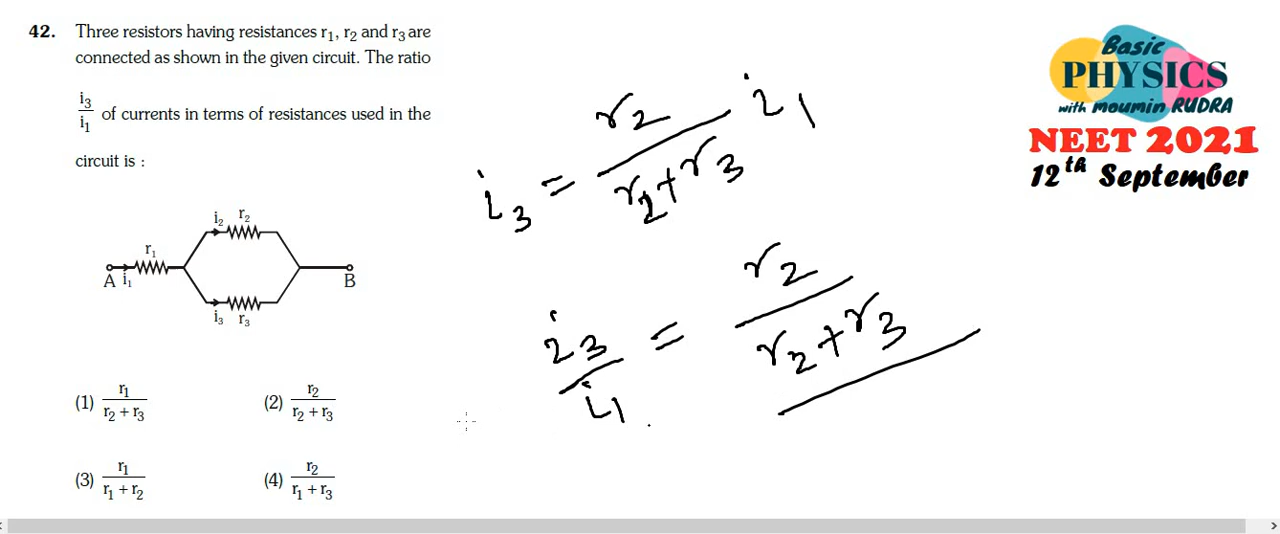 42. Three resistors having resistances r₁, r₂ and r₃ are
connected as shown in the given circuit. The ratio
i₃/i₁ of currents in terms of resistances used in the
circuit is :
i₂ r₂
r₁
A i₁
B
i₃ r₃
(1) r₁/(r₂ + r₃) (2) r₂/(r₂ + r₃)
(3) r₁/(r₁ + r₂) (4) r₂/(r₁ + r₃)
i₃ = r₂/(r₂+r₃) i₁
i₃/i₁ = r₂/(r₂+r₃)
Basic
PHYSICS
with moumin RUDRA
NEET 2021
12th September